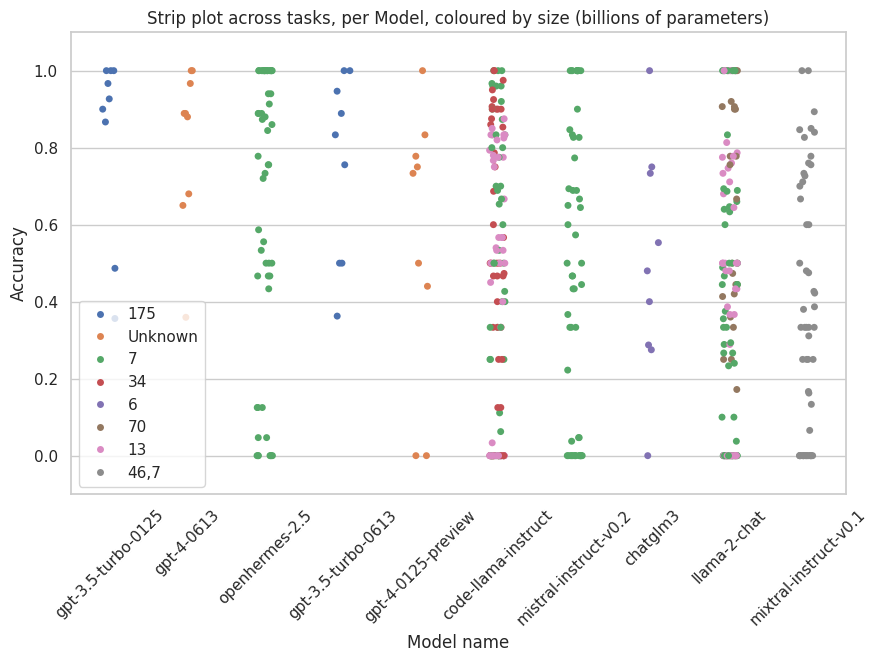 Strip plot across tasks, per Model, coloured by size (billions of parameters)
Accuracy
1.0
0.8
0.6
0.4
0.2
0.0
175
Unknown
7
34
6
70
13
46,7
gpt-3.5-turbo-0125
gpt-4-0613
openhermes-2.5
gpt-3.5-turbo-0613
gpt-4-0125-preview
code-llama-instruct
mistral-instruct-v0.2
chatglm3
llama-2-chat
mixtral-instruct-v0.1
Model name